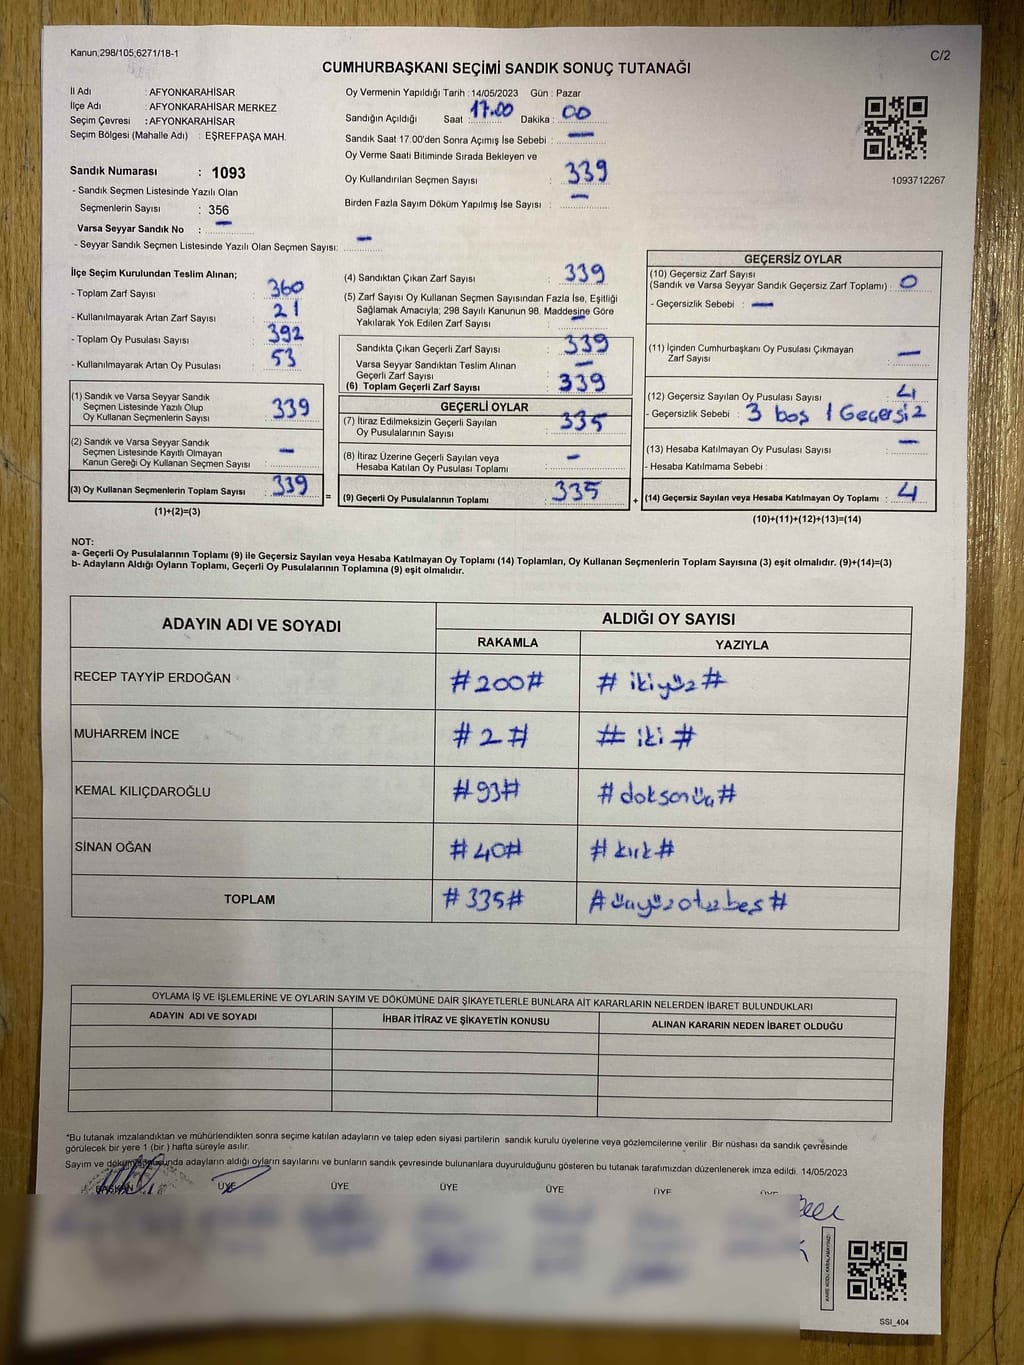 Kanun;298/105,6271/18-1
C/2
CUMHURBAŞKANI SEÇİMİ SANDIK SONUÇ TUTANAĞI
İl Adı : AFYONKARAHİSAR
İlçe Adı : AFYONKARAHİSAR MERKEZ
Seçim Çevresi : AFYONKARAHİSAR
Seçim Bölgesi (Mahalle Adı) : EŞREFPAŞA MAH.
Sandık Numarası : 1093
- Sandık Seçmen Listesinde Yazılı Olan
Seçmenlerin Sayısı : 356
Varsa Seyyar Sandık No : —
- Seyyar Sandık Seçmen Listesinde Yazılı Olan Seçmen Sayısı: —
Oy Vermenin Yapıldığı Tarih : 14/05/2023 Gün : Pazar
Sandığın Açıldığı Saat : 17.00 Dakika : 00
Sandık Saat 17:00'den Sonra Açımış İse Sebebi : —
Oy Verme Saati Bitiminde Sırada Bekleyen ve
Oy Kullandırılan Seçmen Sayısı : 339
Birden Fazla Sayım Döküm Yapılmış İse Sayısı : —
1093712267
İlçe Seçim Kurulundan Teslim Alınan;
- Toplam Zarf Sayısı : 360
- Kullanılmayarak Artan Zarf Sayısı : 21
- Toplam Oy Pusulası Sayısı : 392
- Kullanılmayarak Artan Oy Pusulası : 53
(1) Sandık ve Varsa Seyyar Sandık
Seçmen Listesinde Yazılı Olup
Oy Kullanan Seçmenlerin Sayısı : 339
(2) Sandık ve Varsa Seyyar Sandık
Seçmen Listesinde Kayıtlı Olmayan
Kanun Gereği Oy Kullanan Seçmen Sayısı : —
(3) Oy Kullanan Seçmenlerin Toplam Sayısı : 339
(1)+(2)=(3)
=
(4) Sandıktan Çıkan Zarf Sayısı : 339
(5) Zarf Sayısı Oy Kullanan Seçmen Sayısından Fazla İse, Eşitliği
Sağlamak Amacıyla; 298 Sayılı Kanunun 98. Maddesine Göre
Yakılarak Yok Edilen Zarf Sayısı : —
Sandıkta Çıkan Geçerli Zarf Sayısı : 339
Varsa Seyyar Sandıktan Teslim Alınan
Geçerli Zarf Sayısı : —
(6) Toplam Geçerli Zarf Sayısı : 339
GEÇERLİ OYLAR
(7) İtiraz Edilmeksizin Geçerli Sayılan
Oy Pusulalarının Sayısı : 335
(8) İtiraz Üzerine Geçerli Sayılan veya
Hesaba Katılan Oy Pusulası Toplamı : —
(9) Geçerli Oy Pusulalarının Toplamı : 335
+
GEÇERSİZ OYLAR
(10) Geçersiz Zarf Sayısı
(Sandık ve Varsa Seyyar Sandık Geçersiz Zarf Toplamı) : 0
- Geçersizlik Sebebi : —
(11) İçinden Cumhurbaşkanı Oy Pusulası Çıkmayan
Zarf Sayısı : —
(12) Geçersiz Sayılan Oy Pusulası Sayısı : 4
- Geçersizlik Sebebi : 3 boş 1 Geçersiz
(13) Hesaba Katılmayan Oy Pusulası Sayısı : —
- Hesaba Katılmama Sebebi :
(14) Geçersiz Sayılan veya Hesaba Katılmayan Oy Toplamı : 4
(10)+(11)+(12)+(13)=(14)
NOT:
a- Geçerli Oy Pusulalarının Toplamı (9) ile Geçersiz Sayılan veya Hesaba Katılmayan Oy Toplamı (14) Toplamları, Oy Kullanan Seçmenlerin Toplam Sayısına (3) eşit olmalıdır. (9)+(14)=(3)
b- Adayların Aldığı Oyların Toplamı, Geçerli Oy Pusulalarının Toplamına (9) eşit olmalıdır.
ADAYIN ADI VE SOYADI
ALDIĞI OY SAYISI
RAKAMLA YAZIYLA
RECEP TAYYİP ERDOĞAN #200# #ikiyüz#
MUHARREM İNCE #2# #iki#
KEMAL KILIÇDAROĞLU #93# #doksanüç#
SİNAN OĞAN #40# #kırk#
TOPLAM #335# #üçyüzotuzbeş#
OYLAMA İŞ VE İŞLEMLERİNE VE OYLARIN SAYIM VE DÖKÜMÜNE DAİR ŞİKAYETLERLE BUNLARA AİT KARARLARIN NELERDEN İBARET BULUNDUKLARI
ADAYIN ADI VE SOYADI İHBAR İTİRAZ VE ŞİKAYETİN KONUSU ALINAN KARARIN NEDEN İBARET OLDUĞU
*Bu tutanak imzalandıktan ve mühürlendikten sonra seçime katılan adayların ve talep eden siyasi partilerin sandık kurulu üyelerine veya gözlemcilerine verilir. Bir nüshası da sandık çevresinde
görülecek bir yere 1 (bir ) hafta süreyle asılır.
Sayım ve dökümü sonucunda adayların aldığı oyların sayılarını ve bunların sandık çevresinde bulunanlara duyurulduğunu gösteren bu tutanak tarafımızdan düzenlenerek imza edildi. 14/05/2023
BAŞKAN ÜYE ÜYE ÜYE ÜYE ÜYE ÜYE
SSI_404